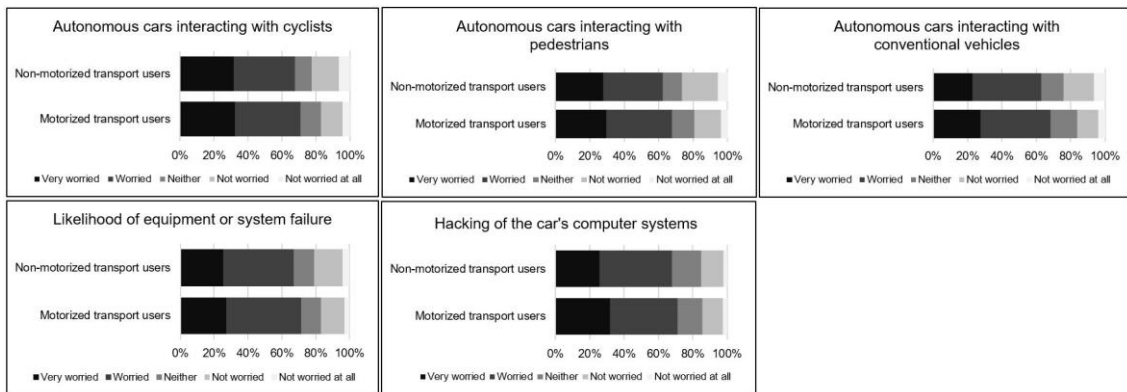 Autonomous cars interacting with cyclists
Non-motorized transport users
Motorized transport users
0% 20% 40% 60% 80% 100%
Very worried Worried Neither Not worried Not worried at all
Autonomous cars interacting with
pedestrians
Non-motorized transport users
Motorized transport users
0% 20% 40% 60% 80% 100%
Very worried Worried Neither Not worried Not worried at all
Autonomous cars interacting with
conventional vehicles
Non-motorized transport users
Motorized transport users
0% 20% 40% 60% 80% 100%
Very worried Worried Neither Not worried Not worried at all
Likelihood of equipment or system failure
Non-motorized transport users
Motorized transport users
0% 20% 40% 60% 80% 100%
Very worried Worried Neither Not worried Not worried at all
Hacking of the car's computer systems
Non-motorized transport users
Motorized transport users
0% 20% 40% 60% 80% 100%
Very worried Worried Neither Not worried Not worried at all